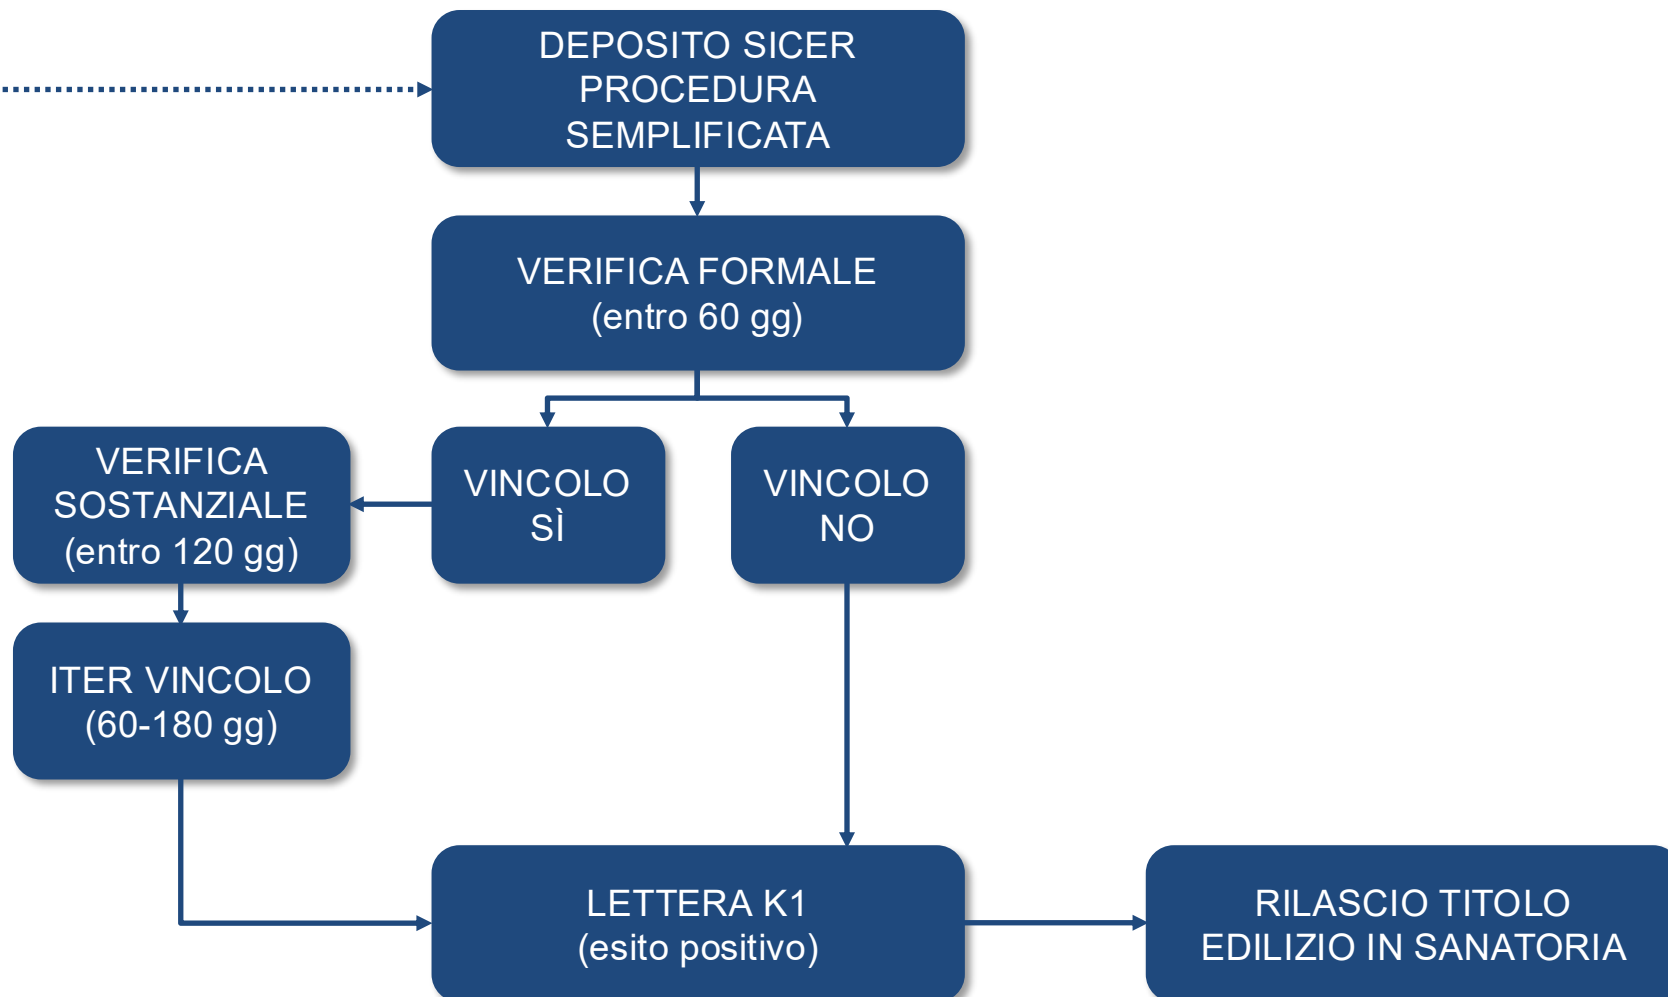 DEPOSITO SICER
PROCEDURA
SEMPLIFICATA
VERIFICA FORMALE
(entro 60 gg)
VERIFICA
SOSTANZIALE
(entro 120 gg)
VINCOLO
SÌ
VINCOLO
NO
ITER VINCOLO
(60-180 gg)
LETTERA K1
(esito positivo)
RILASCIO TITOLO
EDILIZIO IN SANATORIA